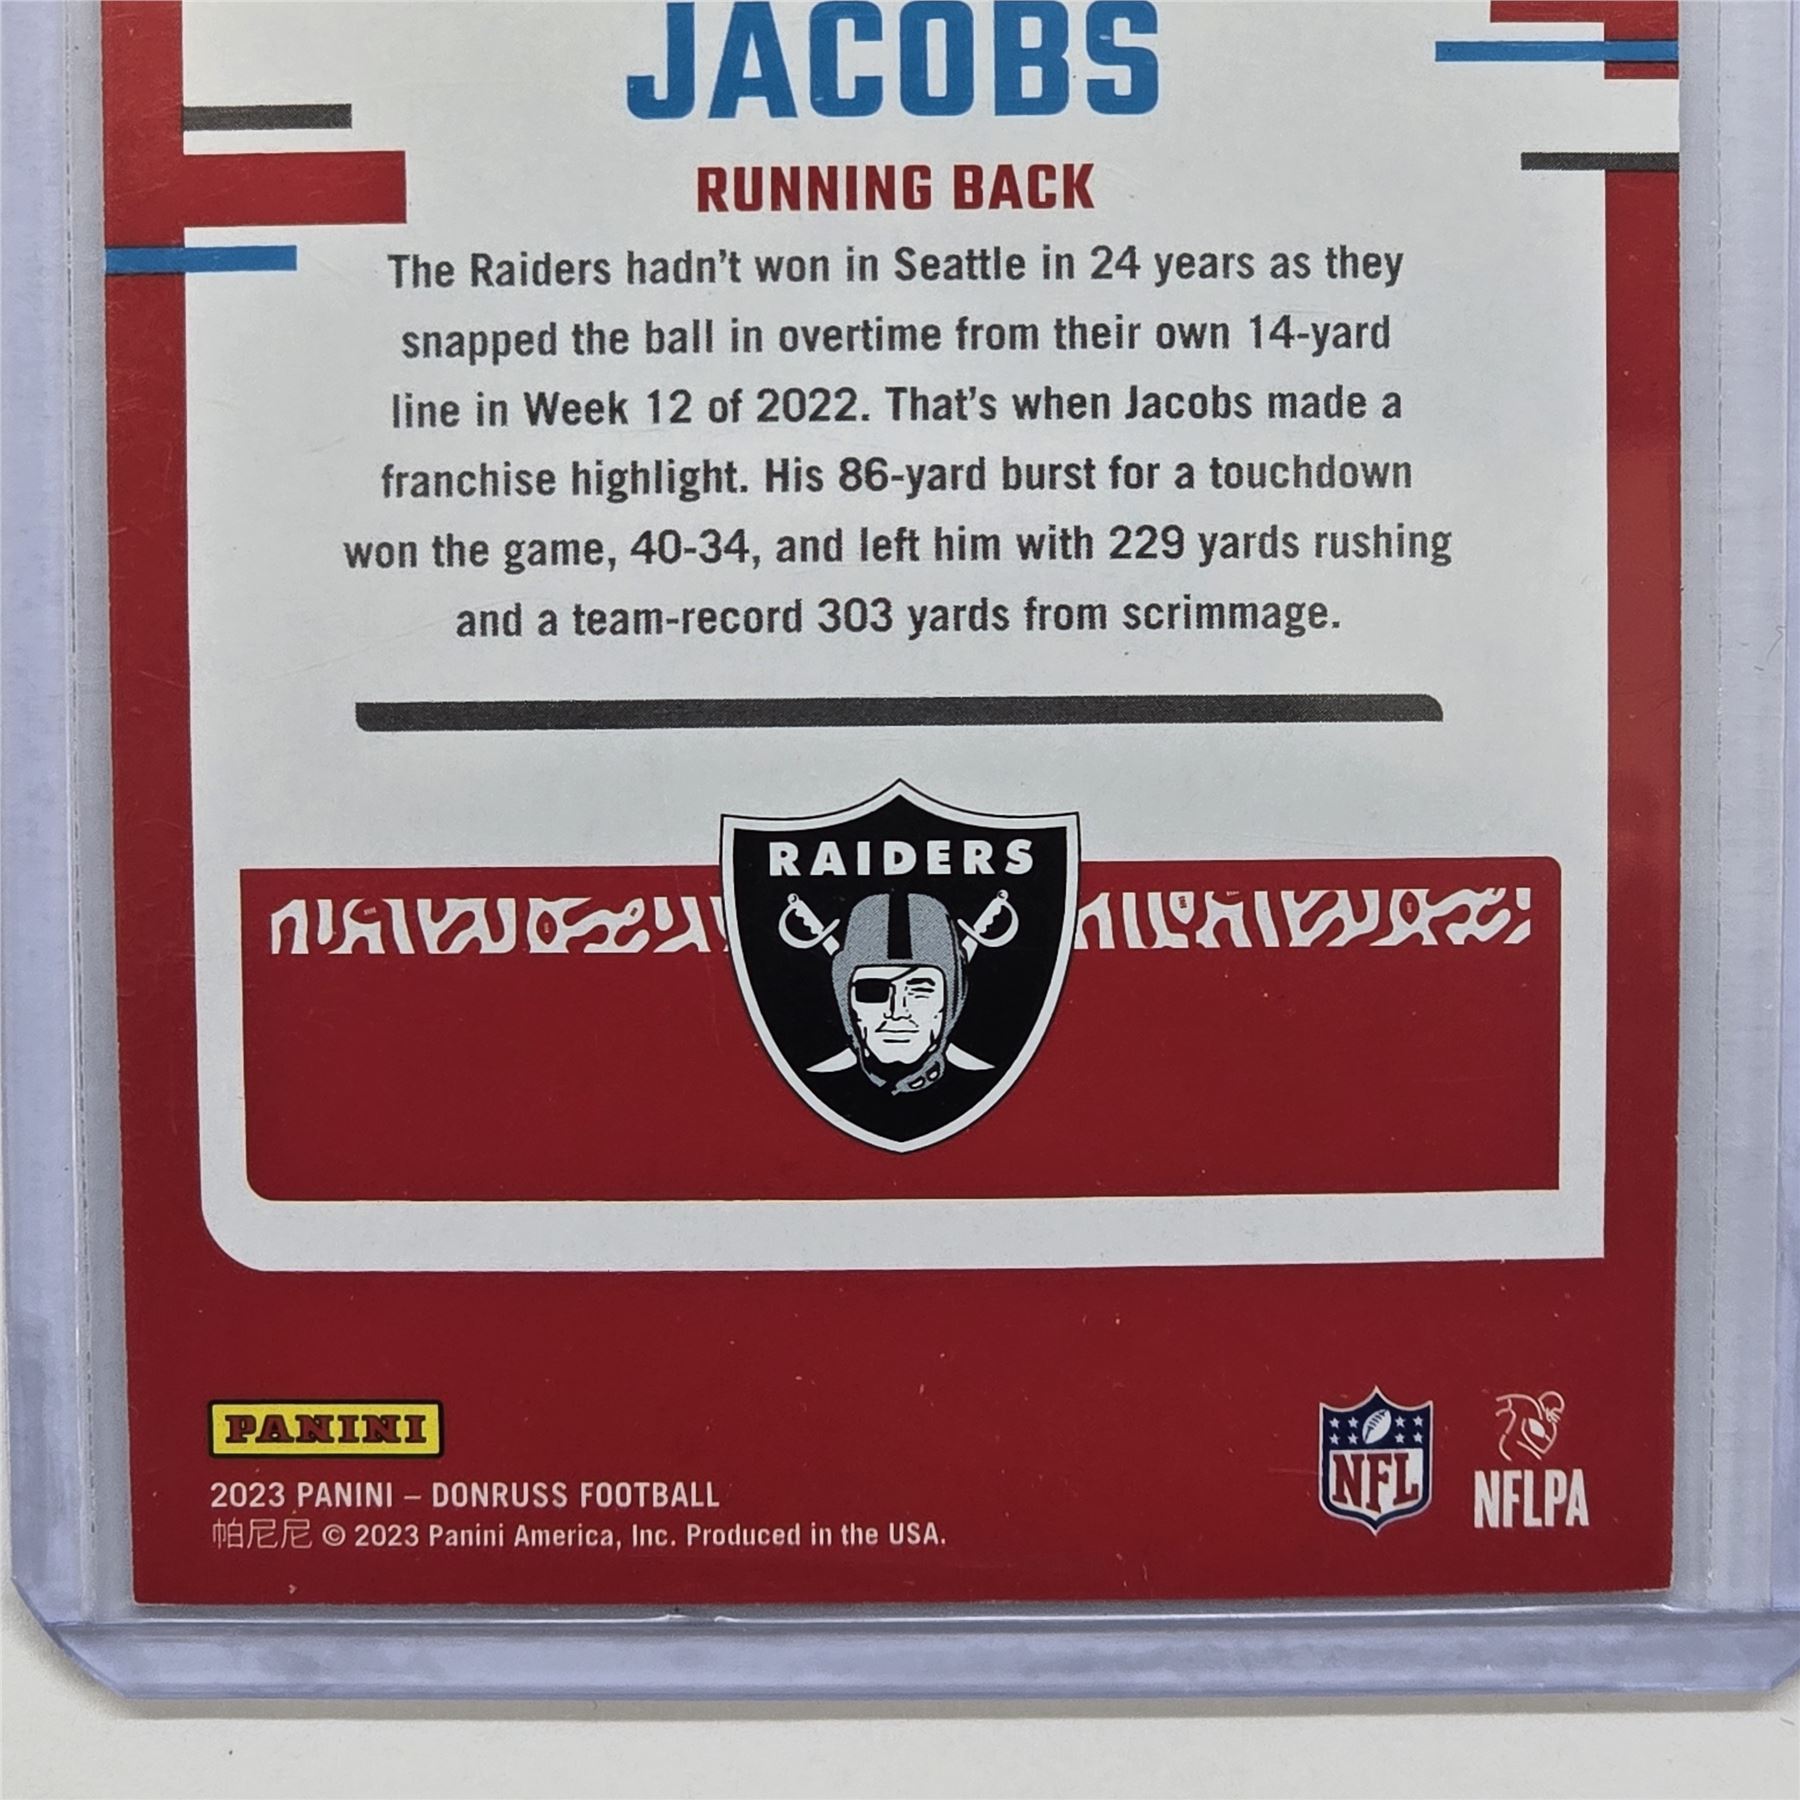 JACOBS
RUNNING BACK
The Raiders hadn't won in Seattle in 24 years as they
snapped the ball in overtime from their own 14-yard
line in Week 12 of 2022. That's when Jacobs made a
franchise highlight. His 86-yard burst for a touchdown
won the game, 40-34, and left him with 229 yards rushing
and a team-record 303 yards from scrimmage.
RAIDERS
PANINI
2023 PANINI – DONRUSS FOOTBALL
帕尼尼 © 2023 Panini America, Inc. Produced in the USA.
NFL
NFLPA